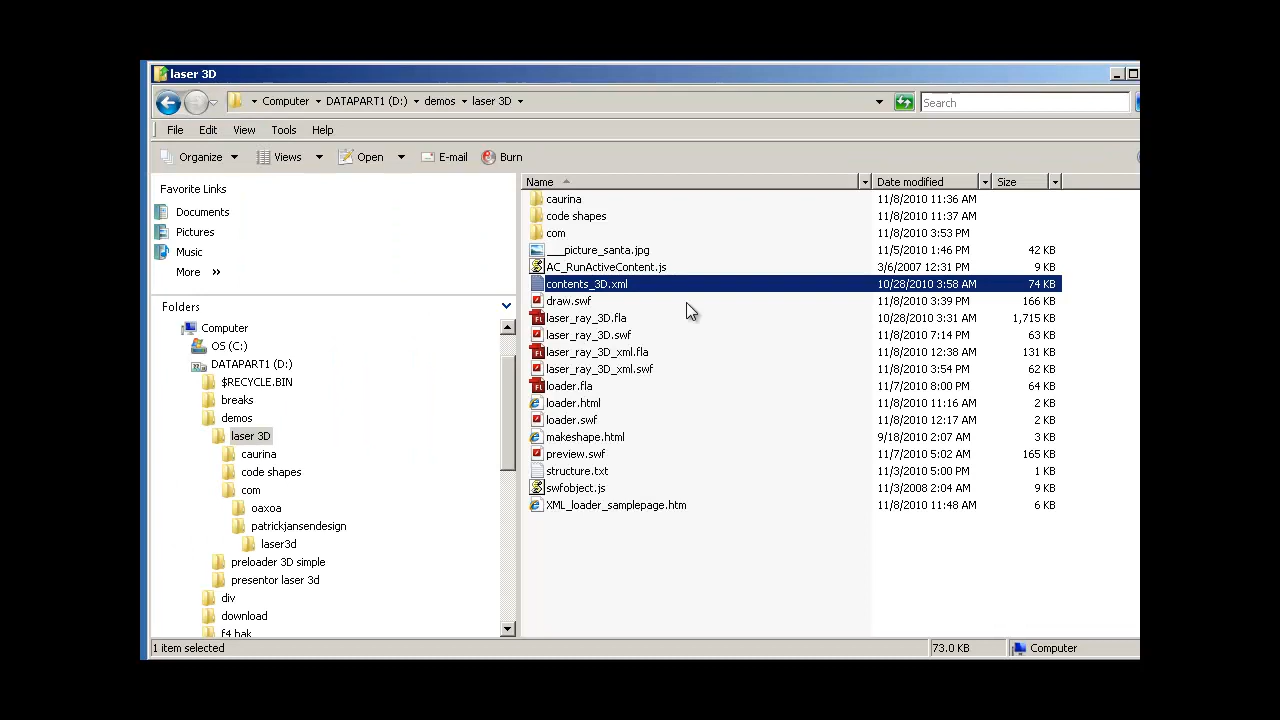 laser 3D
Computer DATAPART1 (D:) demos laser 3D Search
File Edit View Tools Help
Organize Views Open E-mail Burn
Favorite Links
Documents
Pictures
Music
More »
Folders
Computer
OS (C:)
DATAPART1 (D:)
$RECYCLE.BIN
breaks
demos
laser 3D
caurina
code shapes
com
oaxoa
patrickjansendesign
laser3d
preloader 3D simple
presentor laser 3d
div
download
f4 bak
Name Date modified Size
caurina 11/8/2010 11:36 AM
code shapes 11/8/2010 11:37 AM
com 11/8/2010 3:53 PM
___picture_santa.jpg 11/5/2010 1:46 PM 42 KB
AC_RunActiveContent.js 3/6/2007 12:31 PM 9 KB
contents_3D.xml 10/28/2010 3:58 AM 74 KB
draw.swf 11/8/2010 3:39 PM 166 KB
laser_ray_3D.fla 10/28/2010 3:31 AM 1,715 KB
laser_ray_3D.swf 11/8/2010 7:14 PM 63 KB
laser_ray_3D_xml.fla 11/8/2010 12:38 AM 131 KB
laser_ray_3D_xml.swf 11/8/2010 3:54 PM 62 KB
loader.fla 11/7/2010 8:00 PM 64 KB
loader.html 11/8/2010 11:16 AM 2 KB
loader.swf 11/8/2010 12:17 AM 2 KB
makeshape.html 9/18/2010 2:07 AM 3 KB
preview.swf 11/7/2010 5:02 AM 165 KB
structure.txt 11/3/2010 5:00 PM 1 KB
swfobject.js 11/3/2008 2:04 AM 9 KB
XML_loader_samplepage.htm 11/8/2010 11:48 AM 6 KB
1 item selected 73.0 KB Computer